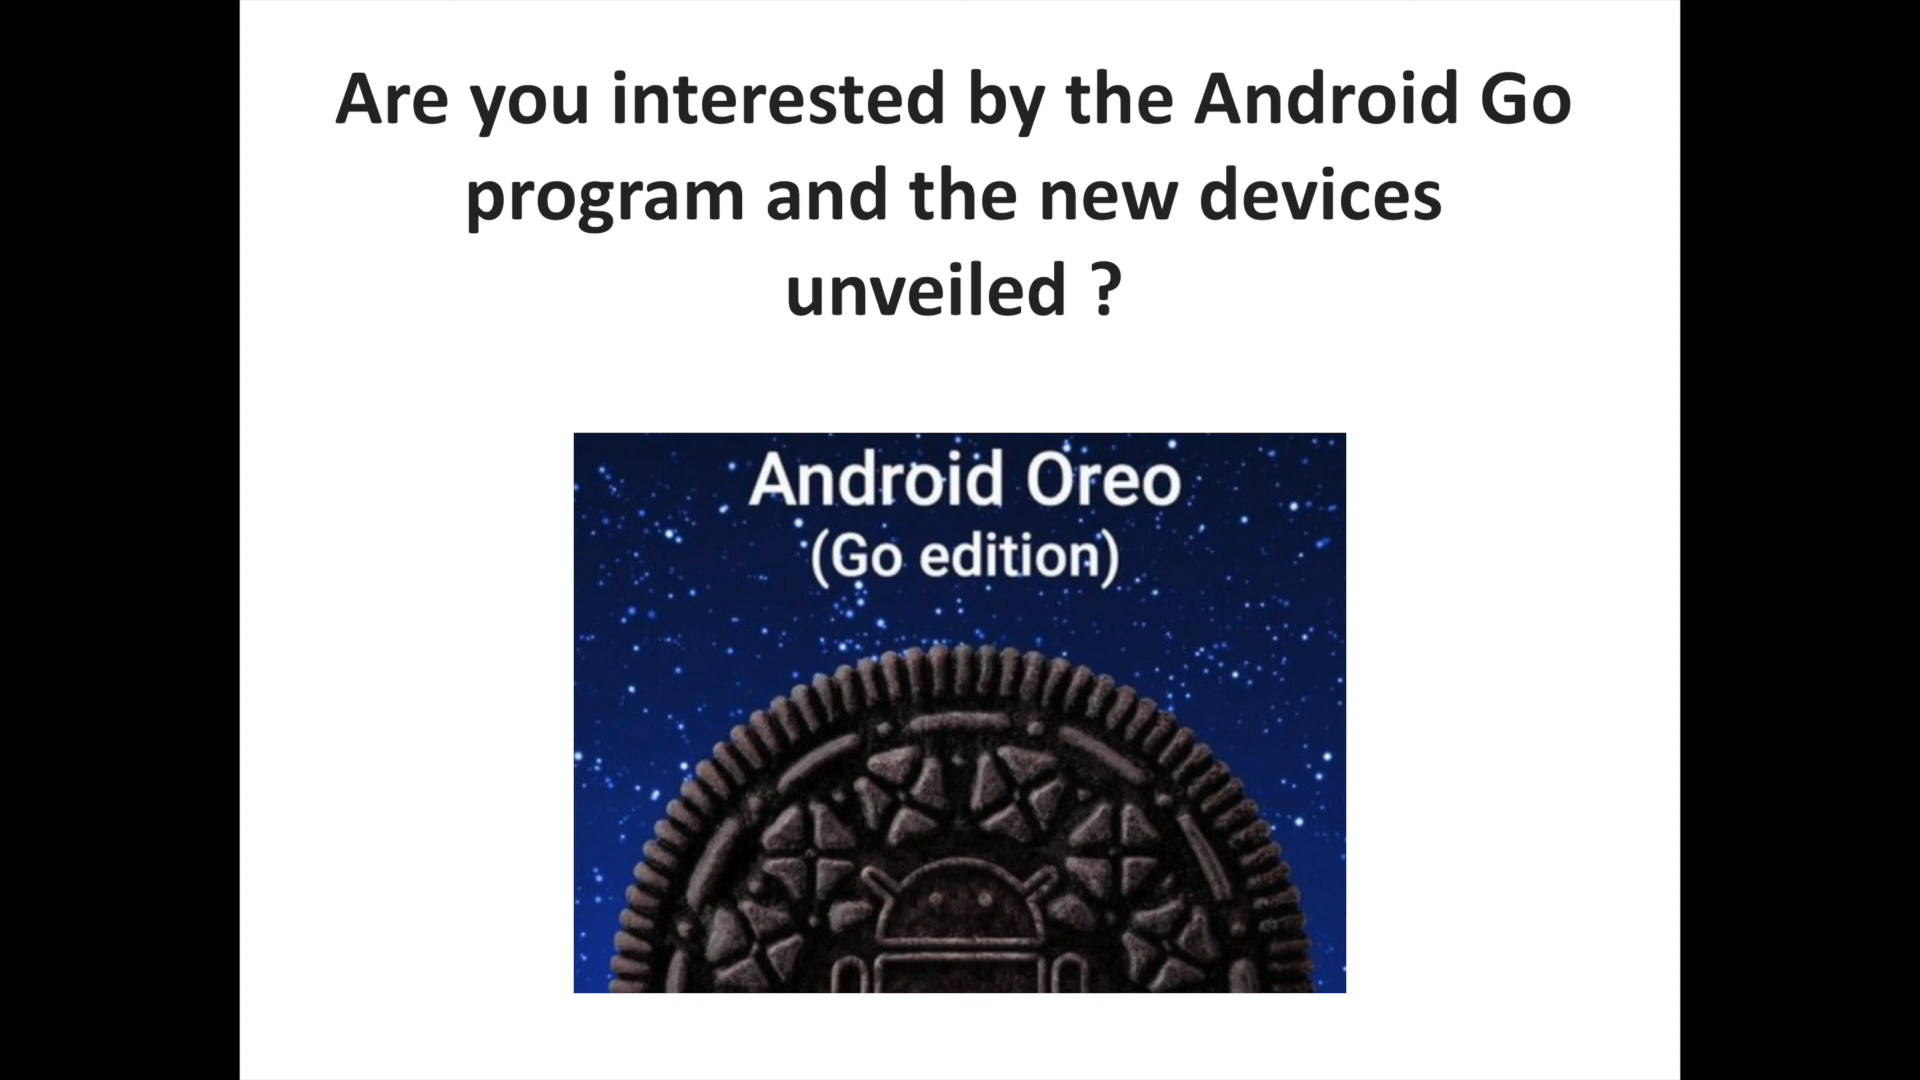 Are you interested by the Android Go
program and the new devices
unveiled ?
Android Oreo
(Go edition)